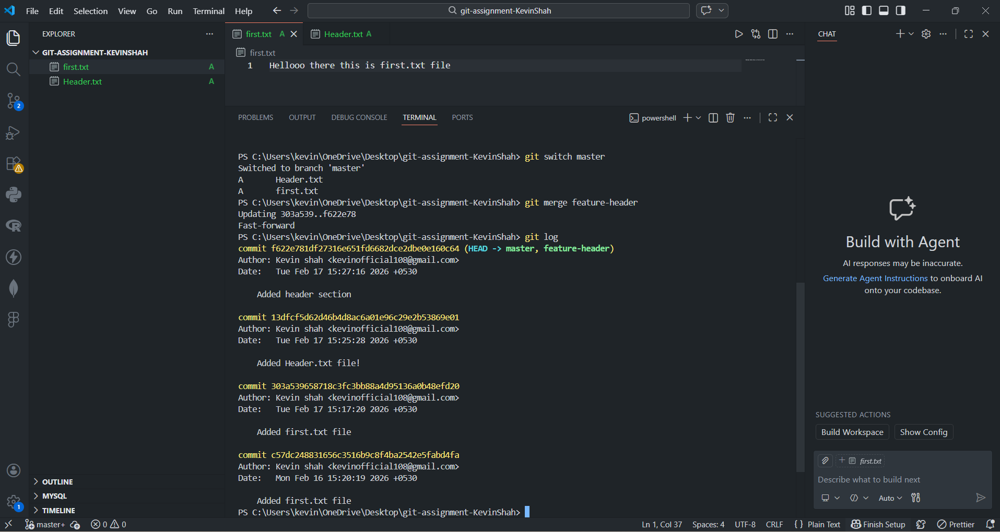 File Edit Selection View Go Run Terminal Help
git-assignment-KevinShah
EXPLORER
GIT-ASSIGNMENT-KEVINSHAH
first.txt A
Header.txt A
OUTLINE
MYSQL
TIMELINE
first.txt A
Header.txt A
first.txt
1 Hellooo there this is first.txt file
PROBLEMS OUTPUT DEBUG CONSOLE TERMINAL PORTS
powershell
PS C:\Users\kevin\OneDrive\Desktop\git-assignment-KevinShah> git switch master
Switched to branch 'master'
A Header.txt
A first.txt
PS C:\Users\kevin\OneDrive\Desktop\git-assignment-KevinShah> git merge feature-header
Updating 303a539..f622e78
Fast-forward
PS C:\Users\kevin\OneDrive\Desktop\git-assignment-KevinShah> git log
commit f622e781df27316e651fd6682dce2dbe0e160c64 (HEAD -> master, feature-header)
Author: Kevin shah <kevinofficial108@gmail.com>
Date: Tue Feb 17 15:27:16 2026 +0530
Added header section
commit 13dfcf5d62d46b4d8ac6a01e96c29e2b53869e01
Author: Kevin shah <kevinofficial108@gmail.com>
Date: Tue Feb 17 15:25:28 2026 +0530
Added Header.txt file!
commit 303a539658718c3fc3bb88a4d95136a0b48efd20
Author: Kevin shah <kevinofficial108@gmail.com>
Date: Tue Feb 17 15:17:20 2026 +0530
Added first.txt file
commit c57dc248831656c3516b9c8f4ba2542e5fabd4fa
Author: Kevin shah <kevinofficial108@gmail.com>
Date: Mon Feb 16 15:20:19 2026 +0530
Added first.txt file
PS C:\Users\kevin\OneDrive\Desktop\git-assignment-KevinShah>
CHAT
Build with Agent
AI responses may be inaccurate.
Generate Agent Instructions to onboard AI
onto your codebase.
SUGGESTED ACTIONS
Build Workspace Show Config
first.txt
Describe what to build next
Auto
2
1
master+ 0 0 Ln 1, Col 37 Spaces: 4 UTF-8 CRLF { } Plain Text Finish Setup Prettier